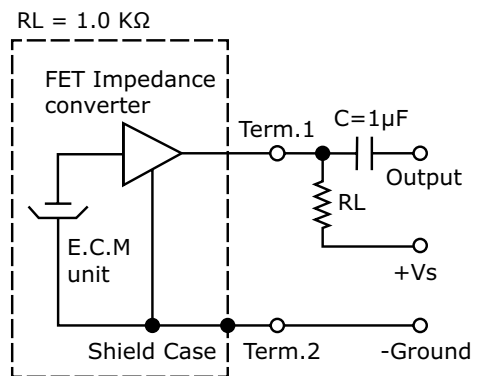 RL = 1.0 KΩ
FET Impedance
converter
Term.1
C=1µF
Output
RL
+Vs
E.C.M
unit
Shield Case
Term.2
-Ground